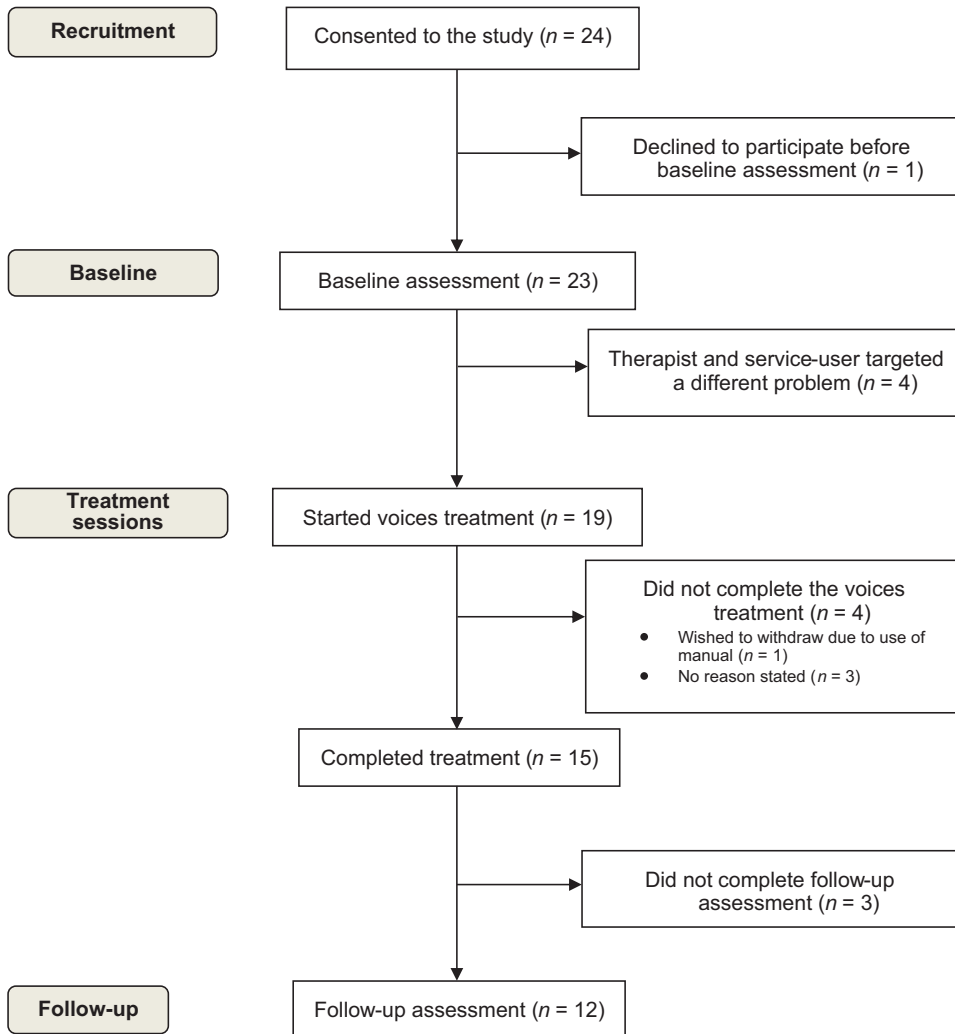 Recruitment
Consented to the study (n = 24)
Declined to participate before
baseline assessment (n = 1)
Baseline
Baseline assessment (n = 23)
Therapist and service-user targeted
a different problem (n = 4)
Treatment
sessions
Started voices treatment (n = 19)
Did not complete the voices
treatment (n = 4)
• Wished to withdraw due to use of
manual (n = 1)
• No reason stated (n = 3)
Completed treatment (n = 15)
Did not complete follow-up
assessment (n = 3)
Follow-up
Follow-up assessment (n = 12)